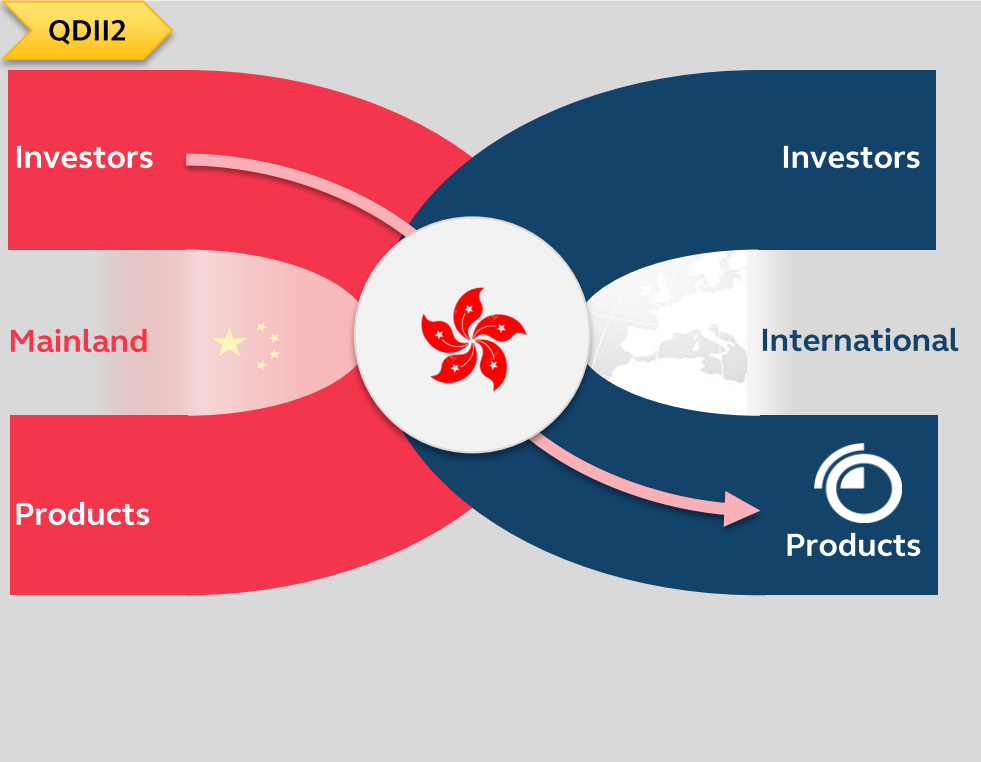 QDII2
Investors
Investors
Mainland
International
Products
Products